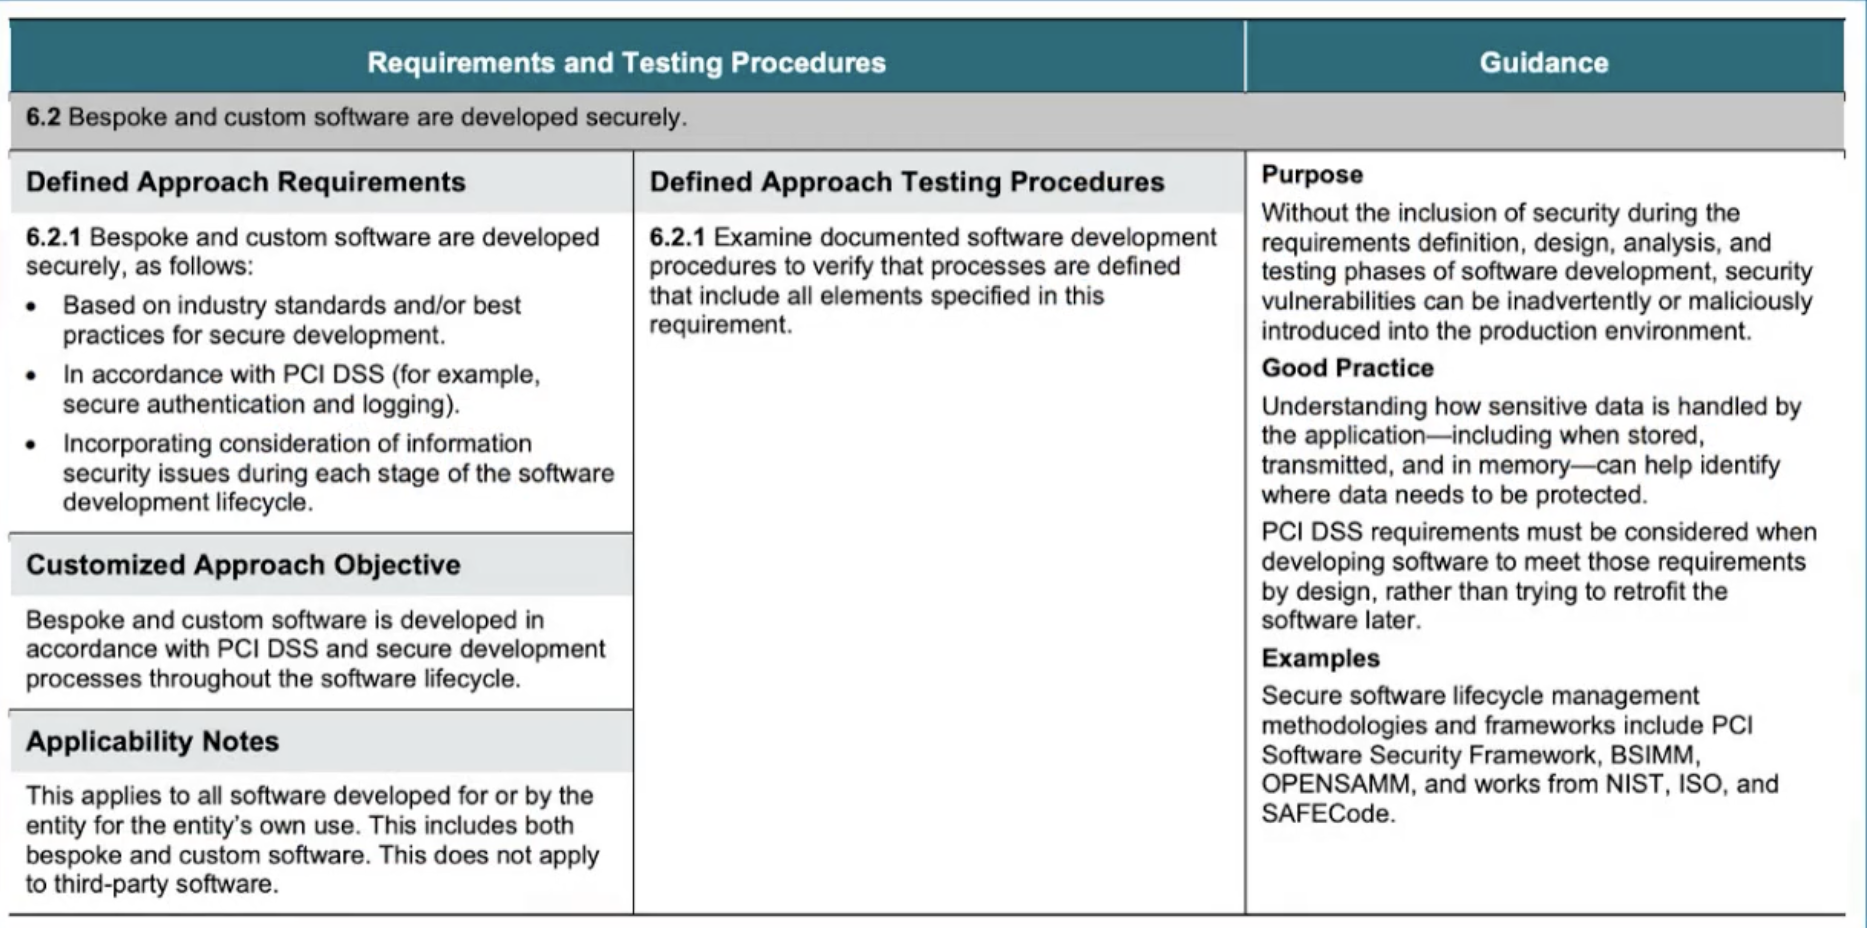 Requirements and Testing Procedures
Guidance
6.2 Bespoke and custom software are developed securely.
Defined Approach Requirements
6.2.1 Bespoke and custom software are developed
securely, as follows:
• Based on industry standards and/or best
practices for secure development.
• In accordance with PCI DSS (for example,
secure authentication and logging).
• Incorporating consideration of information
security issues during each stage of the software
development lifecycle.
Customized Approach Objective
Bespoke and custom software is developed in
accordance with PCI DSS and secure development
processes throughout the software lifecycle.
Applicability Notes
This applies to all software developed for or by the
entity for the entity's own use. This includes both
bespoke and custom software. This does not apply
to third-party software.
Defined Approach Testing Procedures
6.2.1 Examine documented software development
procedures to verify that processes are defined
that include all elements specified in this
requirement.
Purpose
Without the inclusion of security during the
requirements definition, design, analysis, and
testing phases of software development, security
vulnerabilities can be inadvertently or maliciously
introduced into the production environment.
Good Practice
Understanding how sensitive data is handled by
the application—including when stored,
transmitted, and in memory—can help identify
where data needs to be protected.
PCI DSS requirements must be considered when
developing software to meet those requirements
by design, rather than trying to retrofit the
software later.
Examples
Secure software lifecycle management
methodologies and frameworks include PCI
Software Security Framework, BSIMM,
OPENSAMM, and works from NIST, ISO, and
SAFECode.